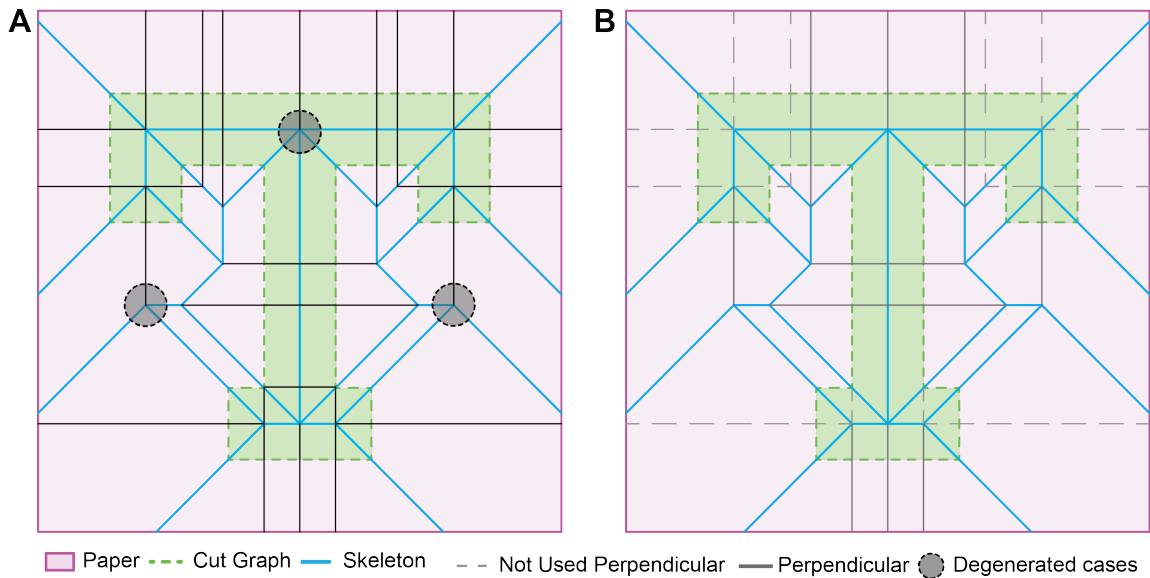 A
B
Paper
Cut Graph
Skeleton
Not Used Perpendicular
Perpendicular
Degenerated cases